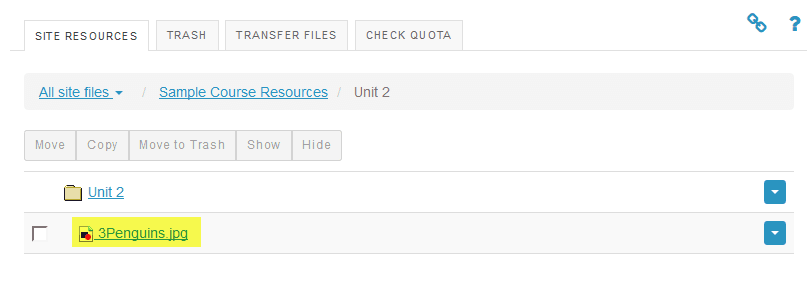 SITE RESOURCES TRASH TRANSFER FILES CHECK QUOTA ?
All site files / Sample Course Resources / Unit 2
Move Copy Move to Trash Show Hide
Unit 2
3Penguins.jpg